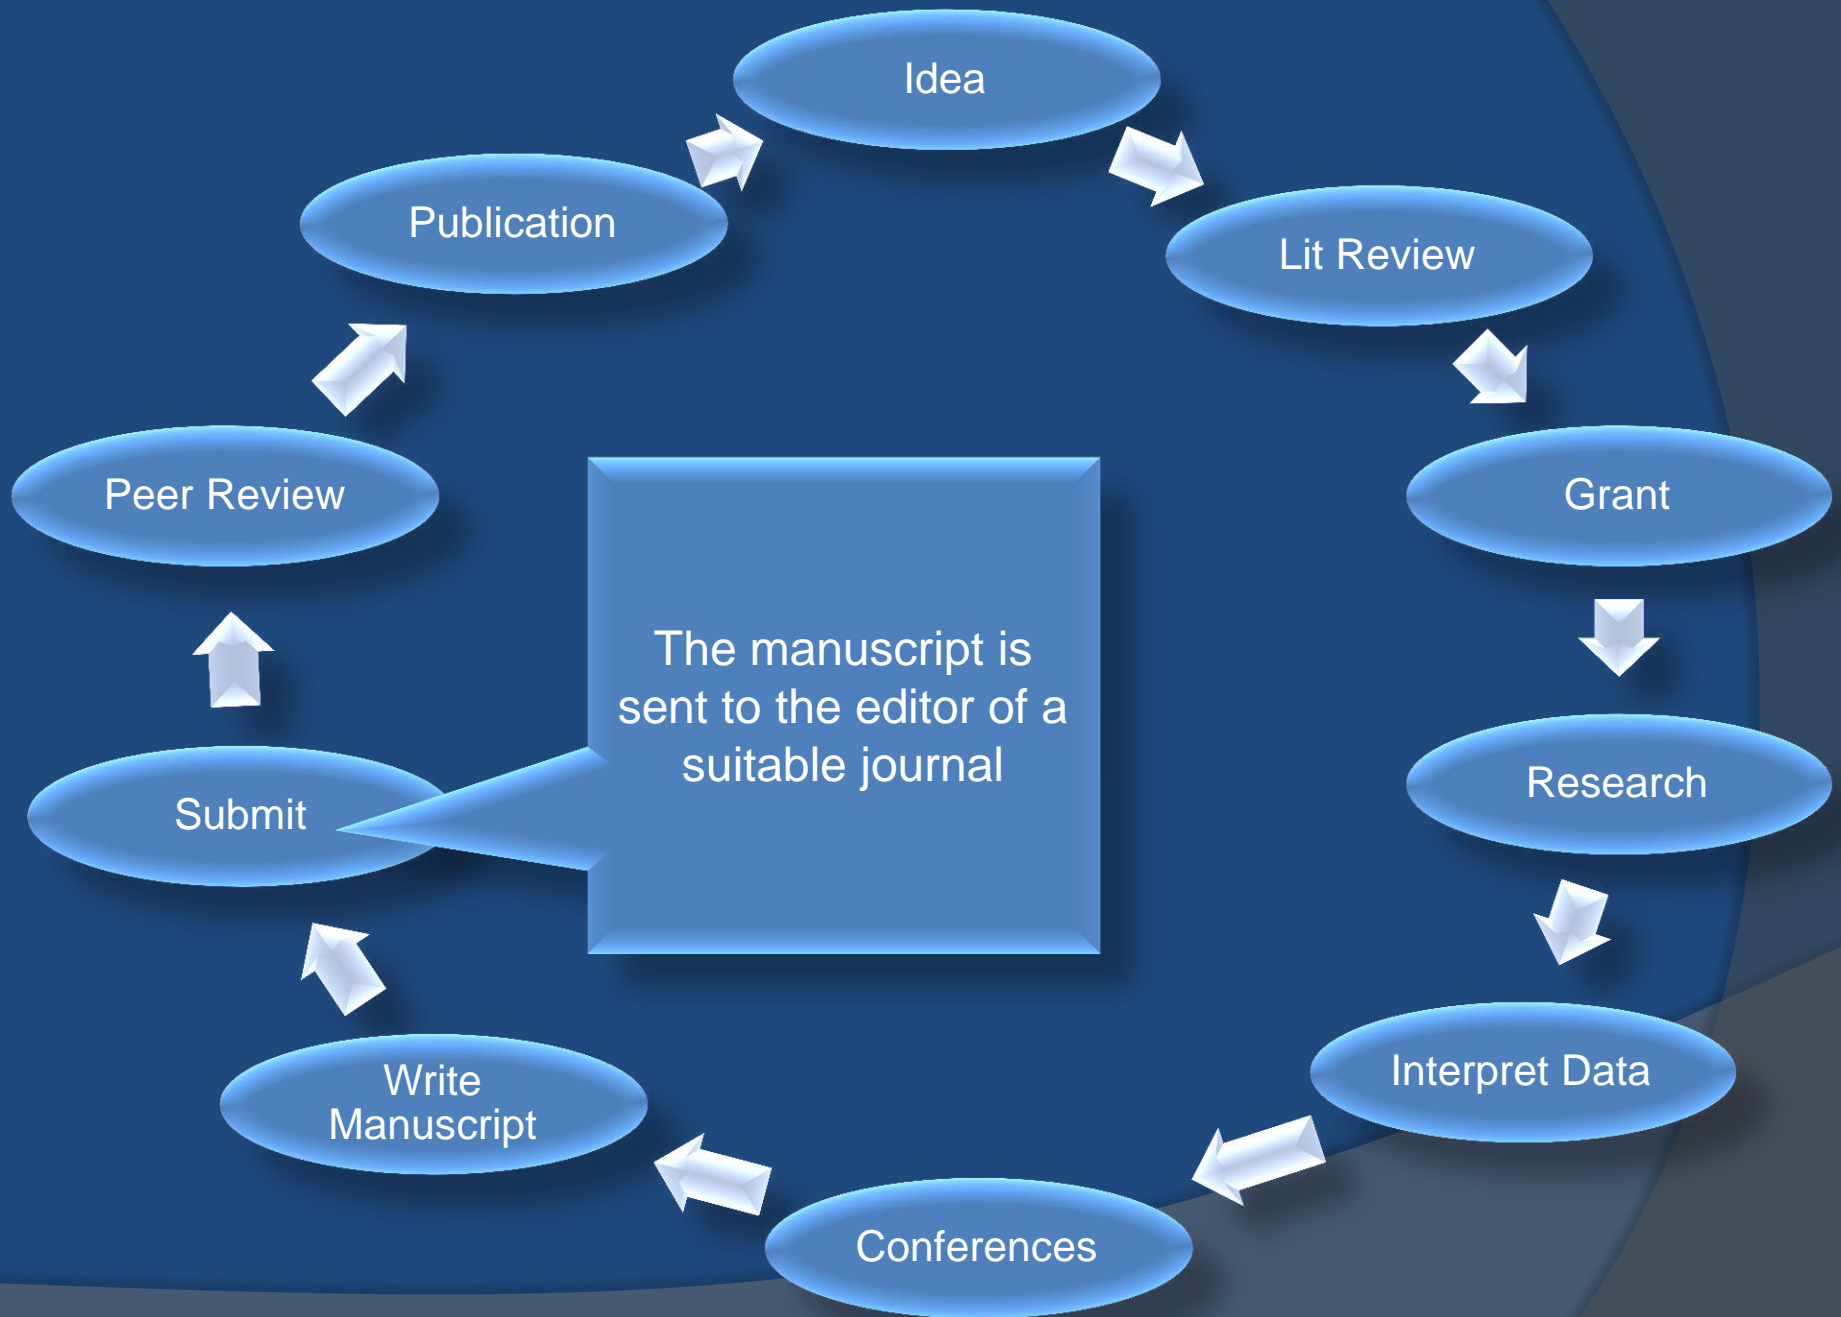 Idea
Lit Review
Grant
Research
Interpret Data
Conferences
Write
Manuscript
Submit
Peer Review
Publication
The manuscript is
sent to the editor of a
suitable journal